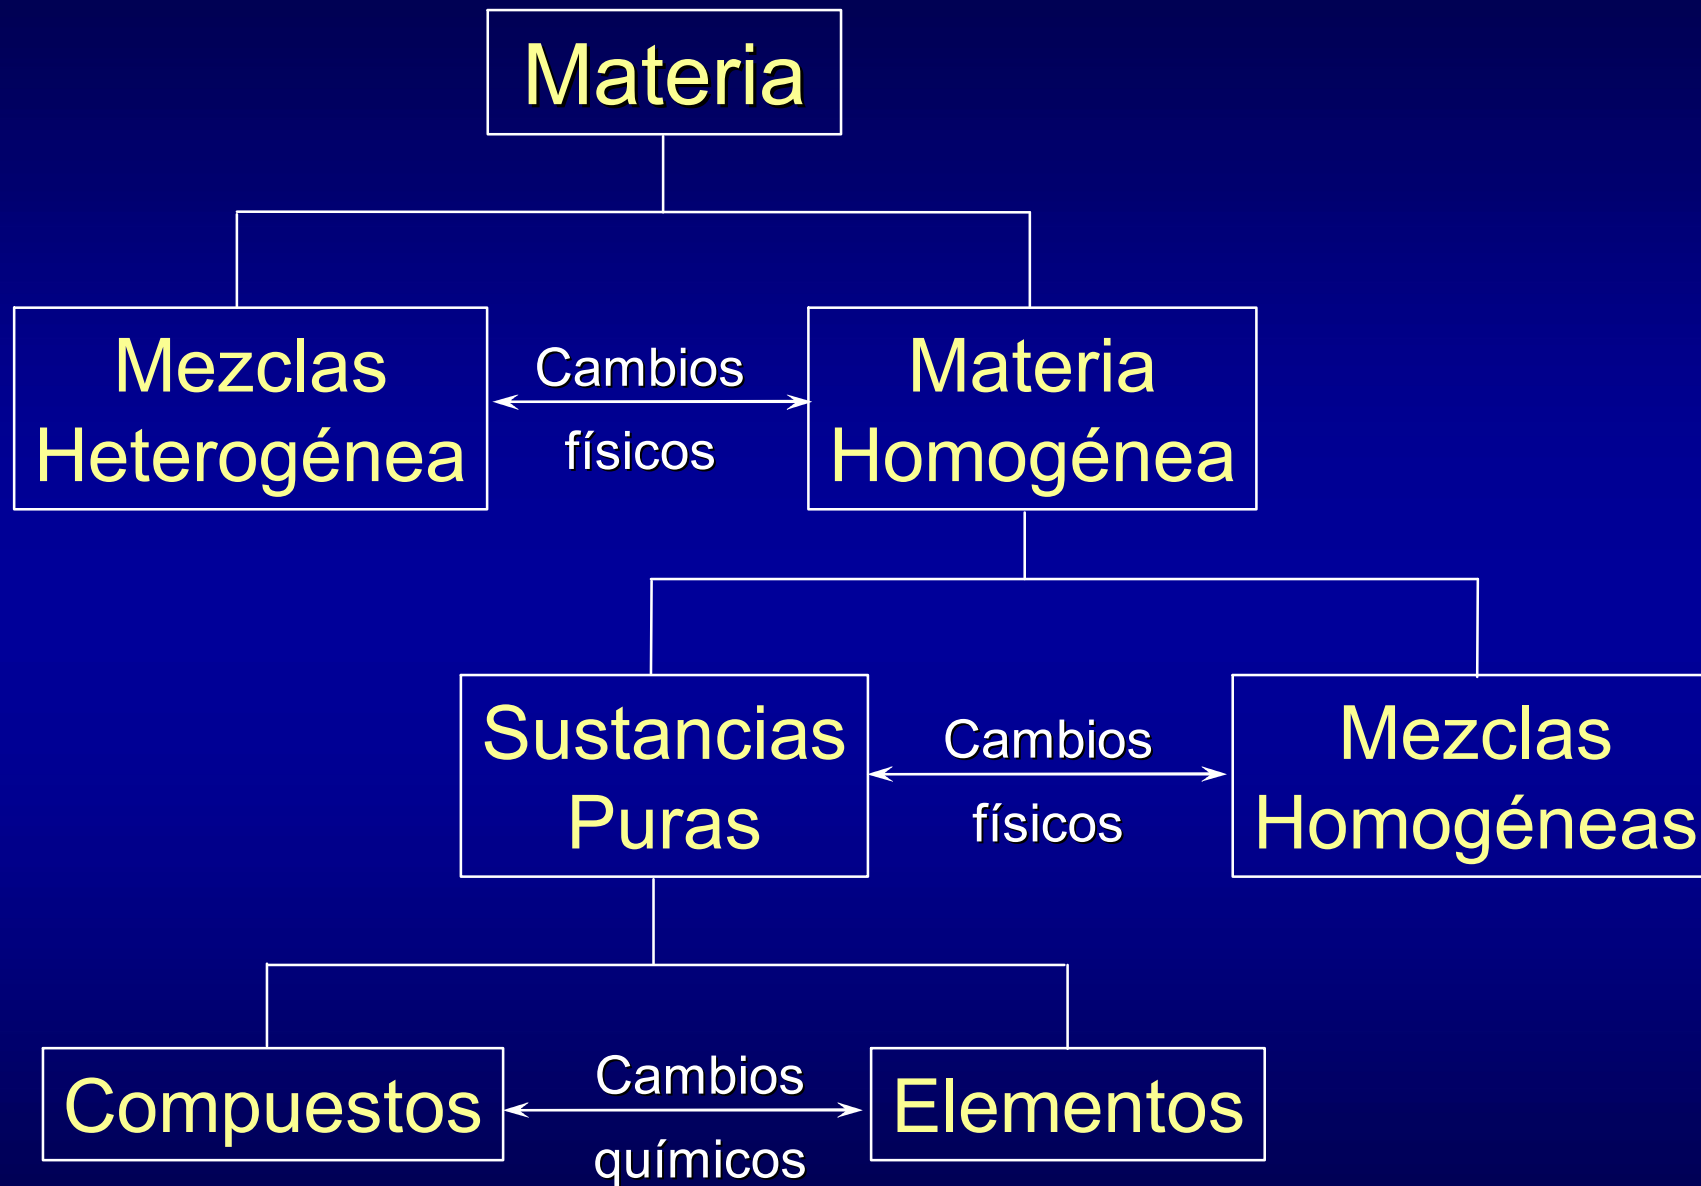 Materia
Mezclas
Heterogénea
Cambios
físicos
Materia
Homogénea
Sustancias
Puras
Cambios
físicos
Mezclas
Homogéneas
Compuestos
Cambios
químicos
Elementos